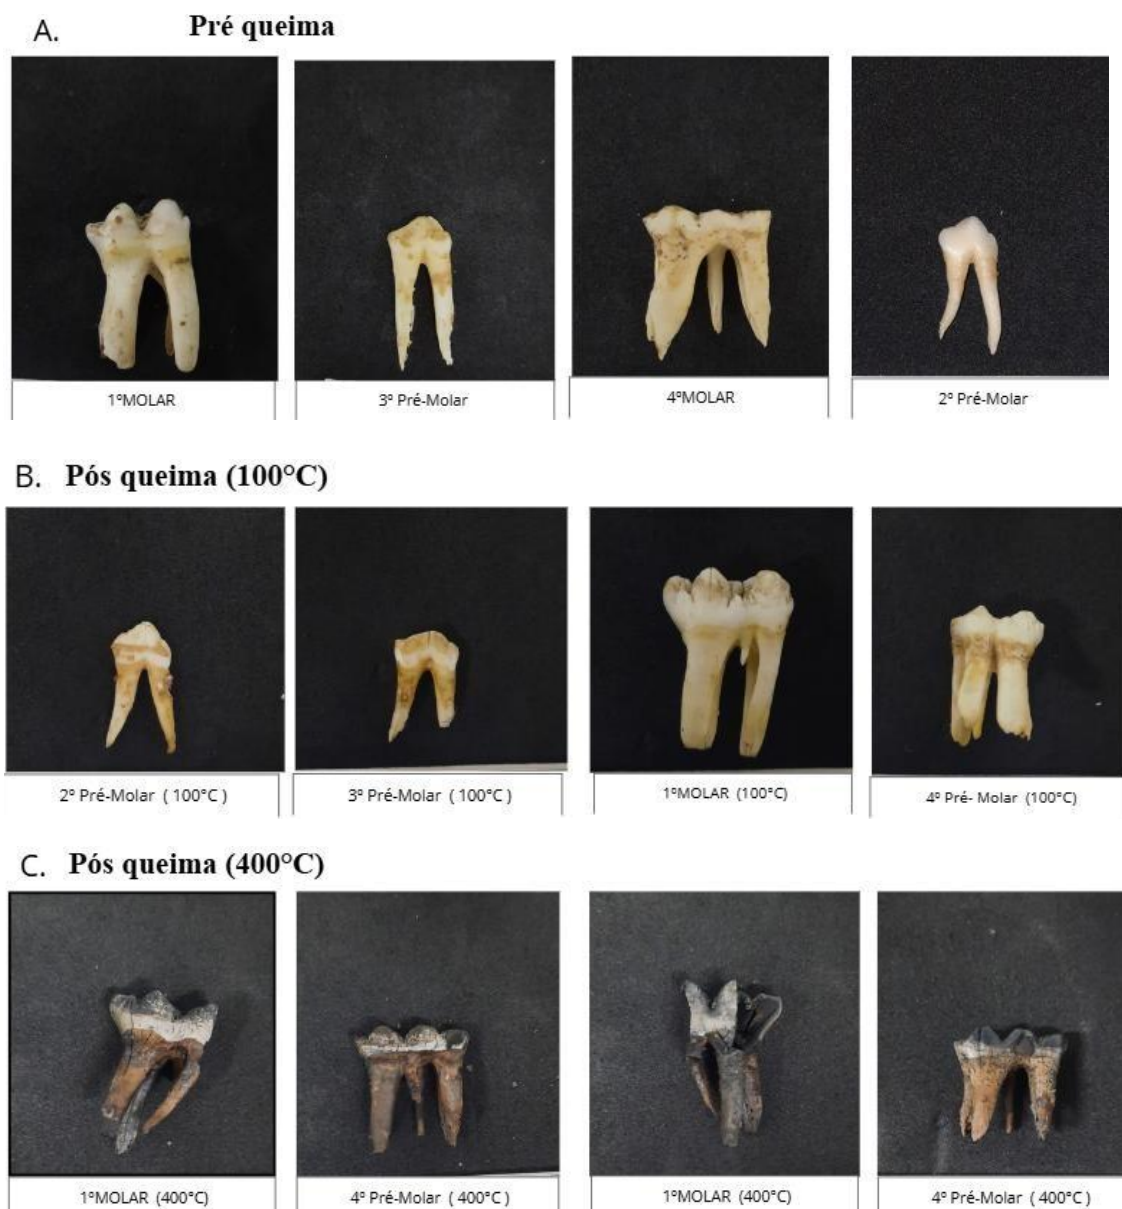 A. Pré queima
1ºMOLAR
3º Pré-Molar
4ºMOLAR
2º Pré-Molar
B. Pós queima (100°C)
2º Pré-Molar ( 100°C )
3º Pré-Molar ( 100°C )
1ºMOLAR (100°C)
4º Pré- Molar (100°C)
C. Pós queima (400°C)
1ºMOLAR (400°C)
4º Pré-Molar ( 400°C )
1ºMOLAR (400°C)
4º Pré-Molar ( 400°C )